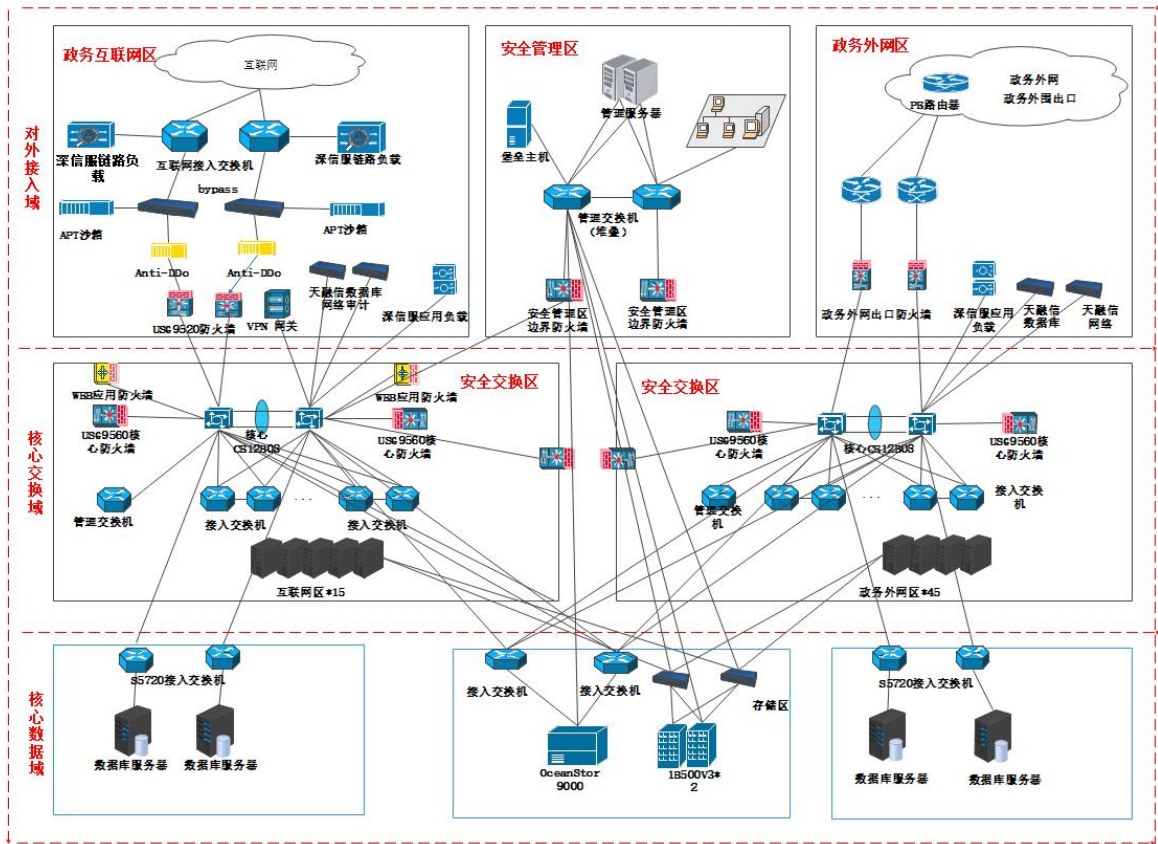 对外接入域
政务互联网区
互联网
深信服链路负
载
互联网接入交换机
深信服链路负载
bypass
APT沙箱
APT沙箱
Anti-DDo
Anti-DDo
USG9520防火墙
VPN 网关
天融信数据库
网络审计
深信服应用负载
安全管理区
管理服务器
堡垒主机
管理交换机
（堆叠）
安全管理区
边界防火墙
安全管理区
边界防火墙
政务外网区
政务外网
政务外围出口
PE路由器
政务外网出口防火墙
深信服应用
负载
天融信
数据库
天融信
网络
核心交换域
安全交换区
WEB应用防火墙
WEB应用防火墙
USG9560核
心防火墙
核心
CE12808
USG9560核
心防火墙
管理交换机
接入交换机
...
接入交换机
互联网区*15
安全交换区
USG9560核
心防火墙
核心CE12808
USG9560核
心防火墙
管理交换
机
...
接入交换
机
政务外网区*45
核心数据域
S5720接入交换机
数据库服务器
数据库服务器
接入交换机
接入交换机
存储区
OceanStor
9000
18500V3*
2
S5720接入交换机
数据库服务器
数据库服务器